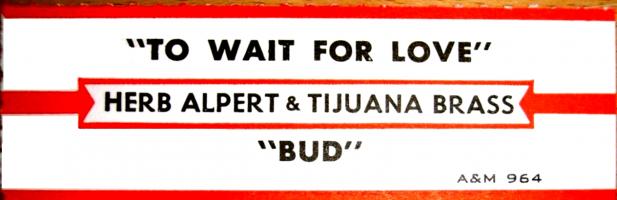 "TO WAIT FOR LOVE"
HERB ALPERT & TIJUANA BRASS
"BUD"
A&M 964